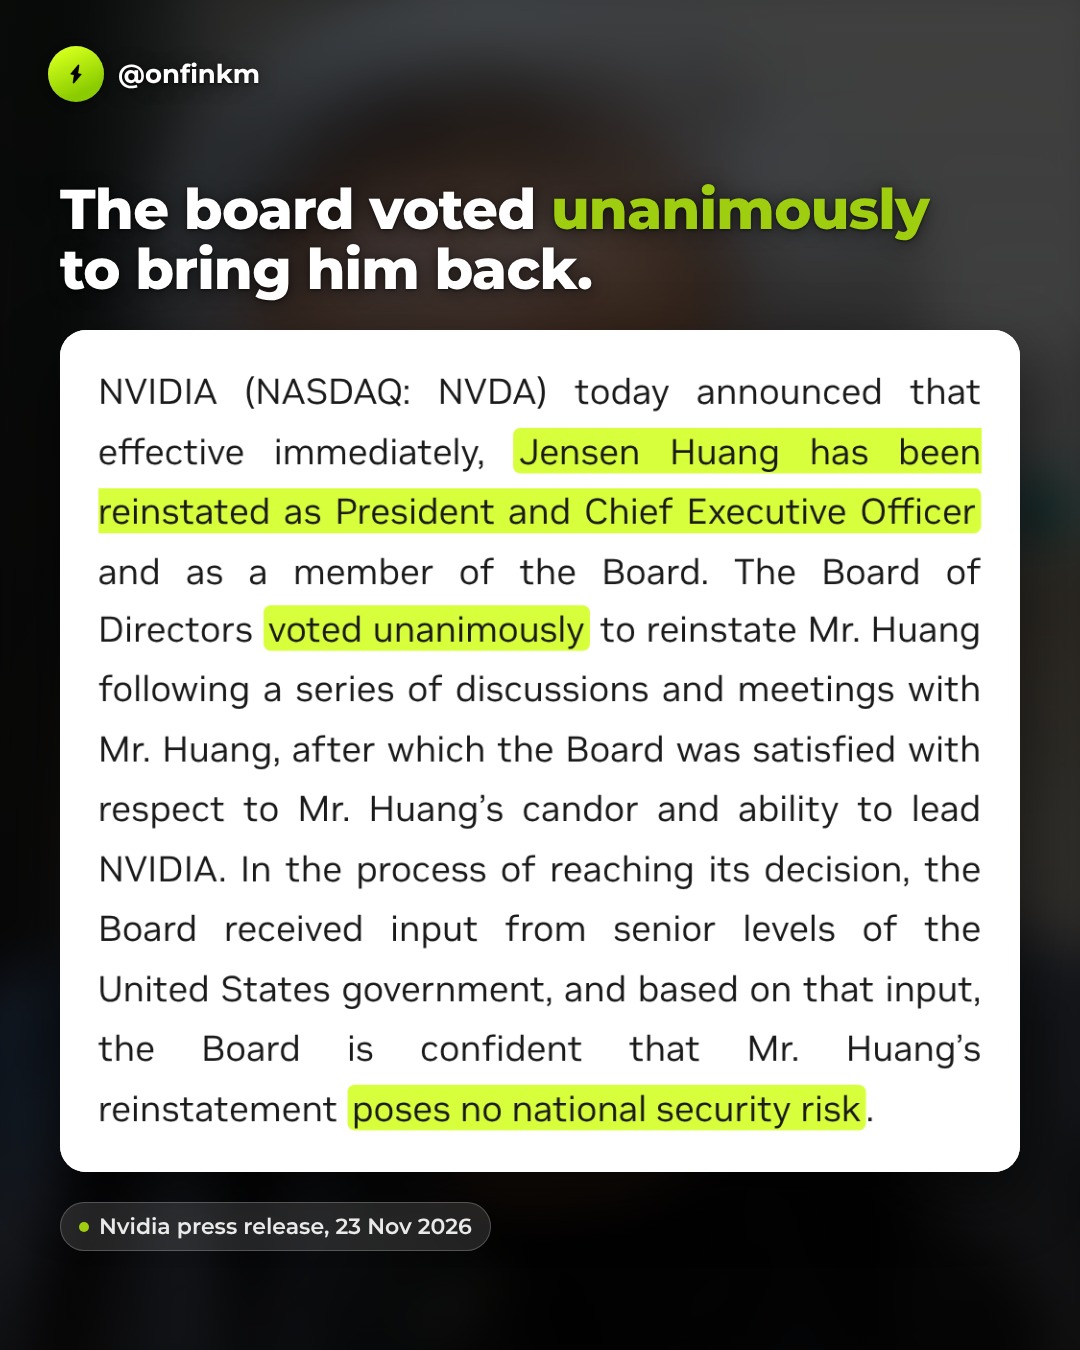 @onfinkm
The board voted unanimously
to bring him back.
NVIDIA (NASDAQ: NVDA) today announced that
effective immediately, Jensen Huang has been
reinstated as President and Chief Executive Officer
and as a member of the Board. The Board of
Directors voted unanimously to reinstate Mr. Huang
following a series of discussions and meetings with
Mr. Huang, after which the Board was satisfied with
respect to Mr. Huang’s candor and ability to lead
NVIDIA. In the process of reaching its decision, the
Board received input from senior levels of the
United States government, and based on that input,
the Board is confident that Mr. Huang’s
reinstatement poses no national security risk.
Nvidia press release, 23 Nov 2026